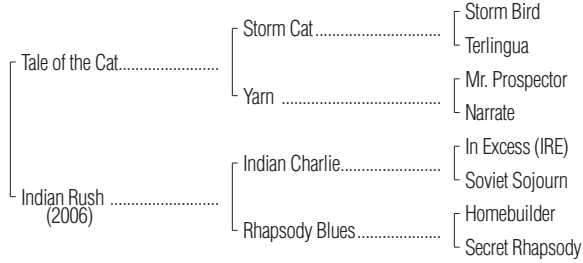 Storm Bird
Storm Cat
Terlingua
Tale of the Cat
Mr. Prospector
Yarn
Narrate
In Excess (IRE)
Indian Charlie
Soviet Sojourn
Indian Rush
(2006)
Homebuilder
Rhapsody Blues
Secret Rhapsody